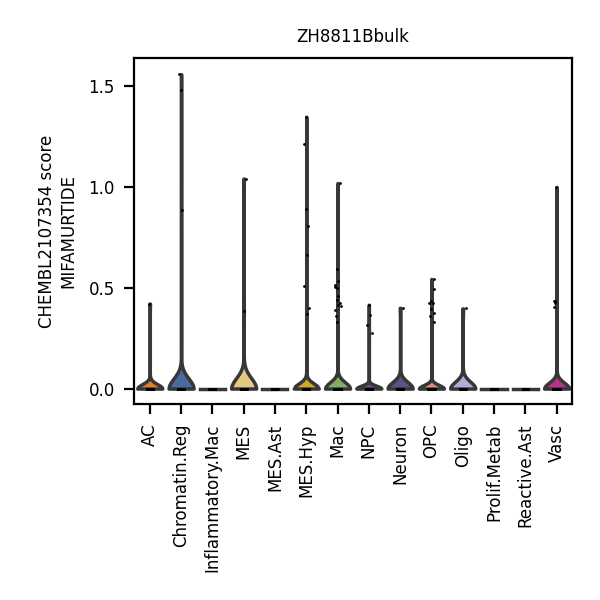 ZH8811Bbulk
CHEMBL2107354 score
MIFAMURTIDE
1.5
1.0
0.5
0.0
AC
Chromatin.Reg
Inflammatory.Mac
MES
MES.Ast
MES.Hyp
Mac
NPC
Neuron
OPC
Oligo
Prolif.Metab
Reactive.Ast
Vasc